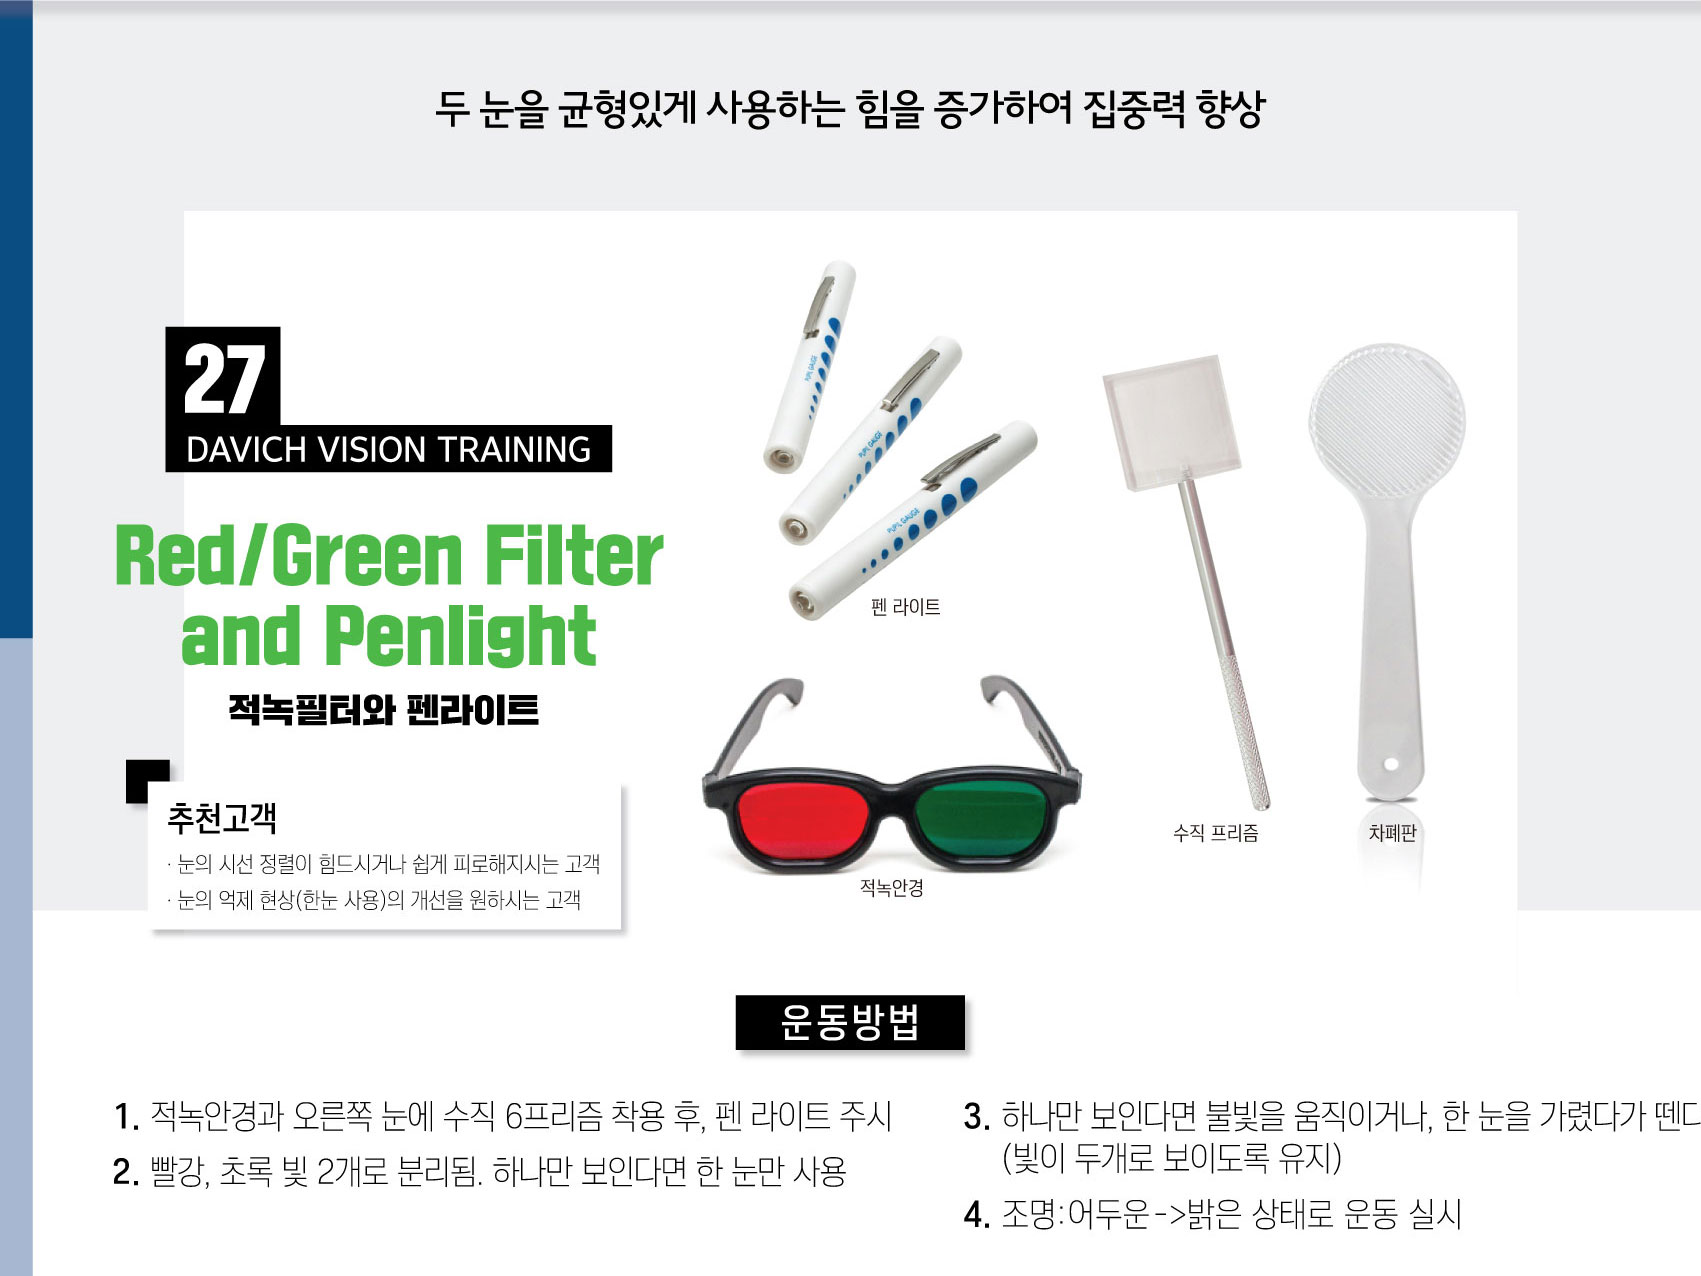 두 눈을 균형있게 사용하는 힘을 증가하여 집중력 향상
27
DAVICH VISION TRAINING
Red/Green Filter
and Penlight
적녹필터와 펜라이트
추천고객
· 눈의 시선 정렬이 힘드시거나 쉽게 피로해지시는 고객
· 눈의 억제 현상(한눈 사용)의 개선을 원하시는 고객
PUPIL GAUGE
PUPIL GAUGE
PUPIL GAUGE
펜 라이트
적녹안경
수직 프리즘
차폐판
운동방법
1. 적녹안경과 오른쪽 눈에 수직 6프리즘 착용 후, 펜 라이트 주시
2. 빨강, 초록 빛 2개로 분리됨. 하나만 보인다면 한 눈만 사용
3. 하나만 보인다면 불빛을 움직이거나, 한 눈을 가렸다가 뗀다
(빛이 두개로 보이도록 유지)
4. 조명:어두운->밝은 상태로 운동 실시